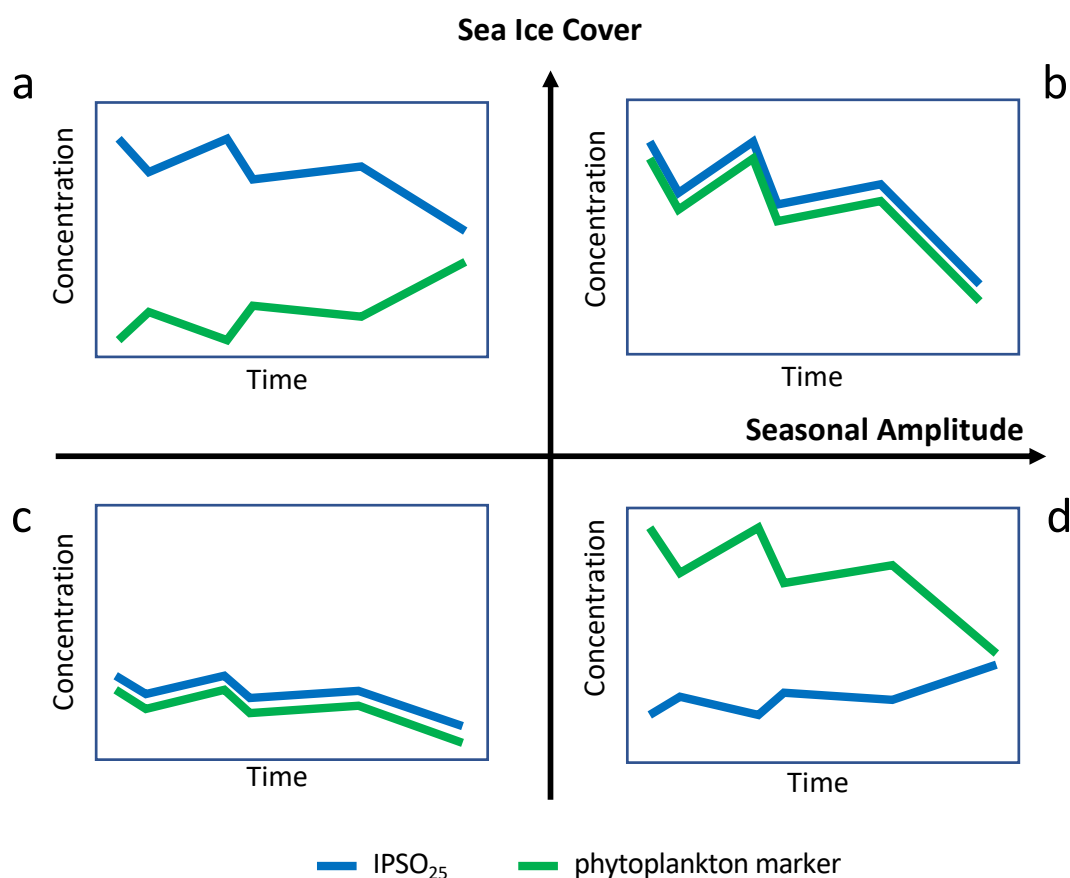 Sea Ice Cover
a
b
Concentration
Time
Concentration
Time
Seasonal Amplitude
c
d
Concentration
Time
Concentration
Time
IPSO25
phytoplankton marker